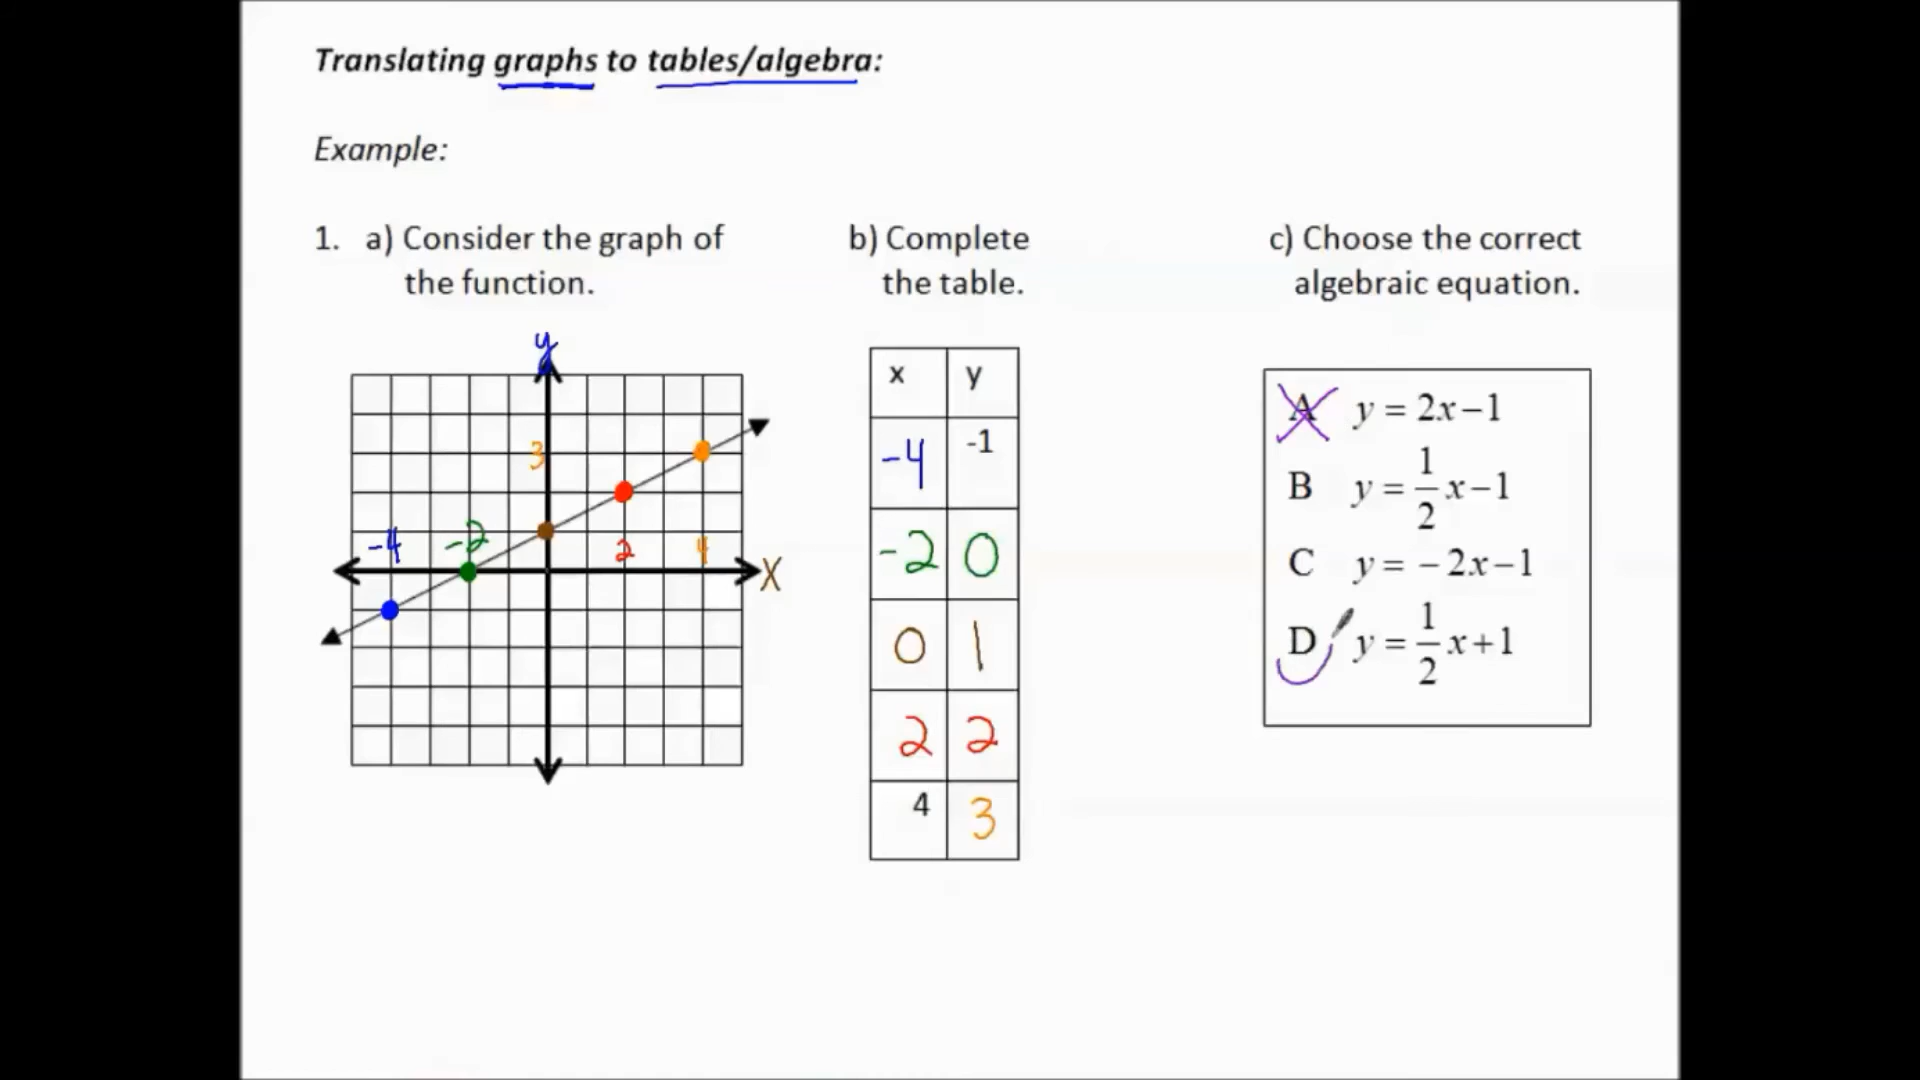 Translating graphs to tables/algebra:
Example:
1. a) Consider the graph of
the function.
b) Complete
the table.
c) Choose the correct
algebraic equation.
y
3
-4 -2 2 4
X
x y
-4 -1
-2 0
0 1
2 2
4 3
A y = 2x-1
B y = 1/2 x-1
C y = -2x-1
D y = 1/2 x+1